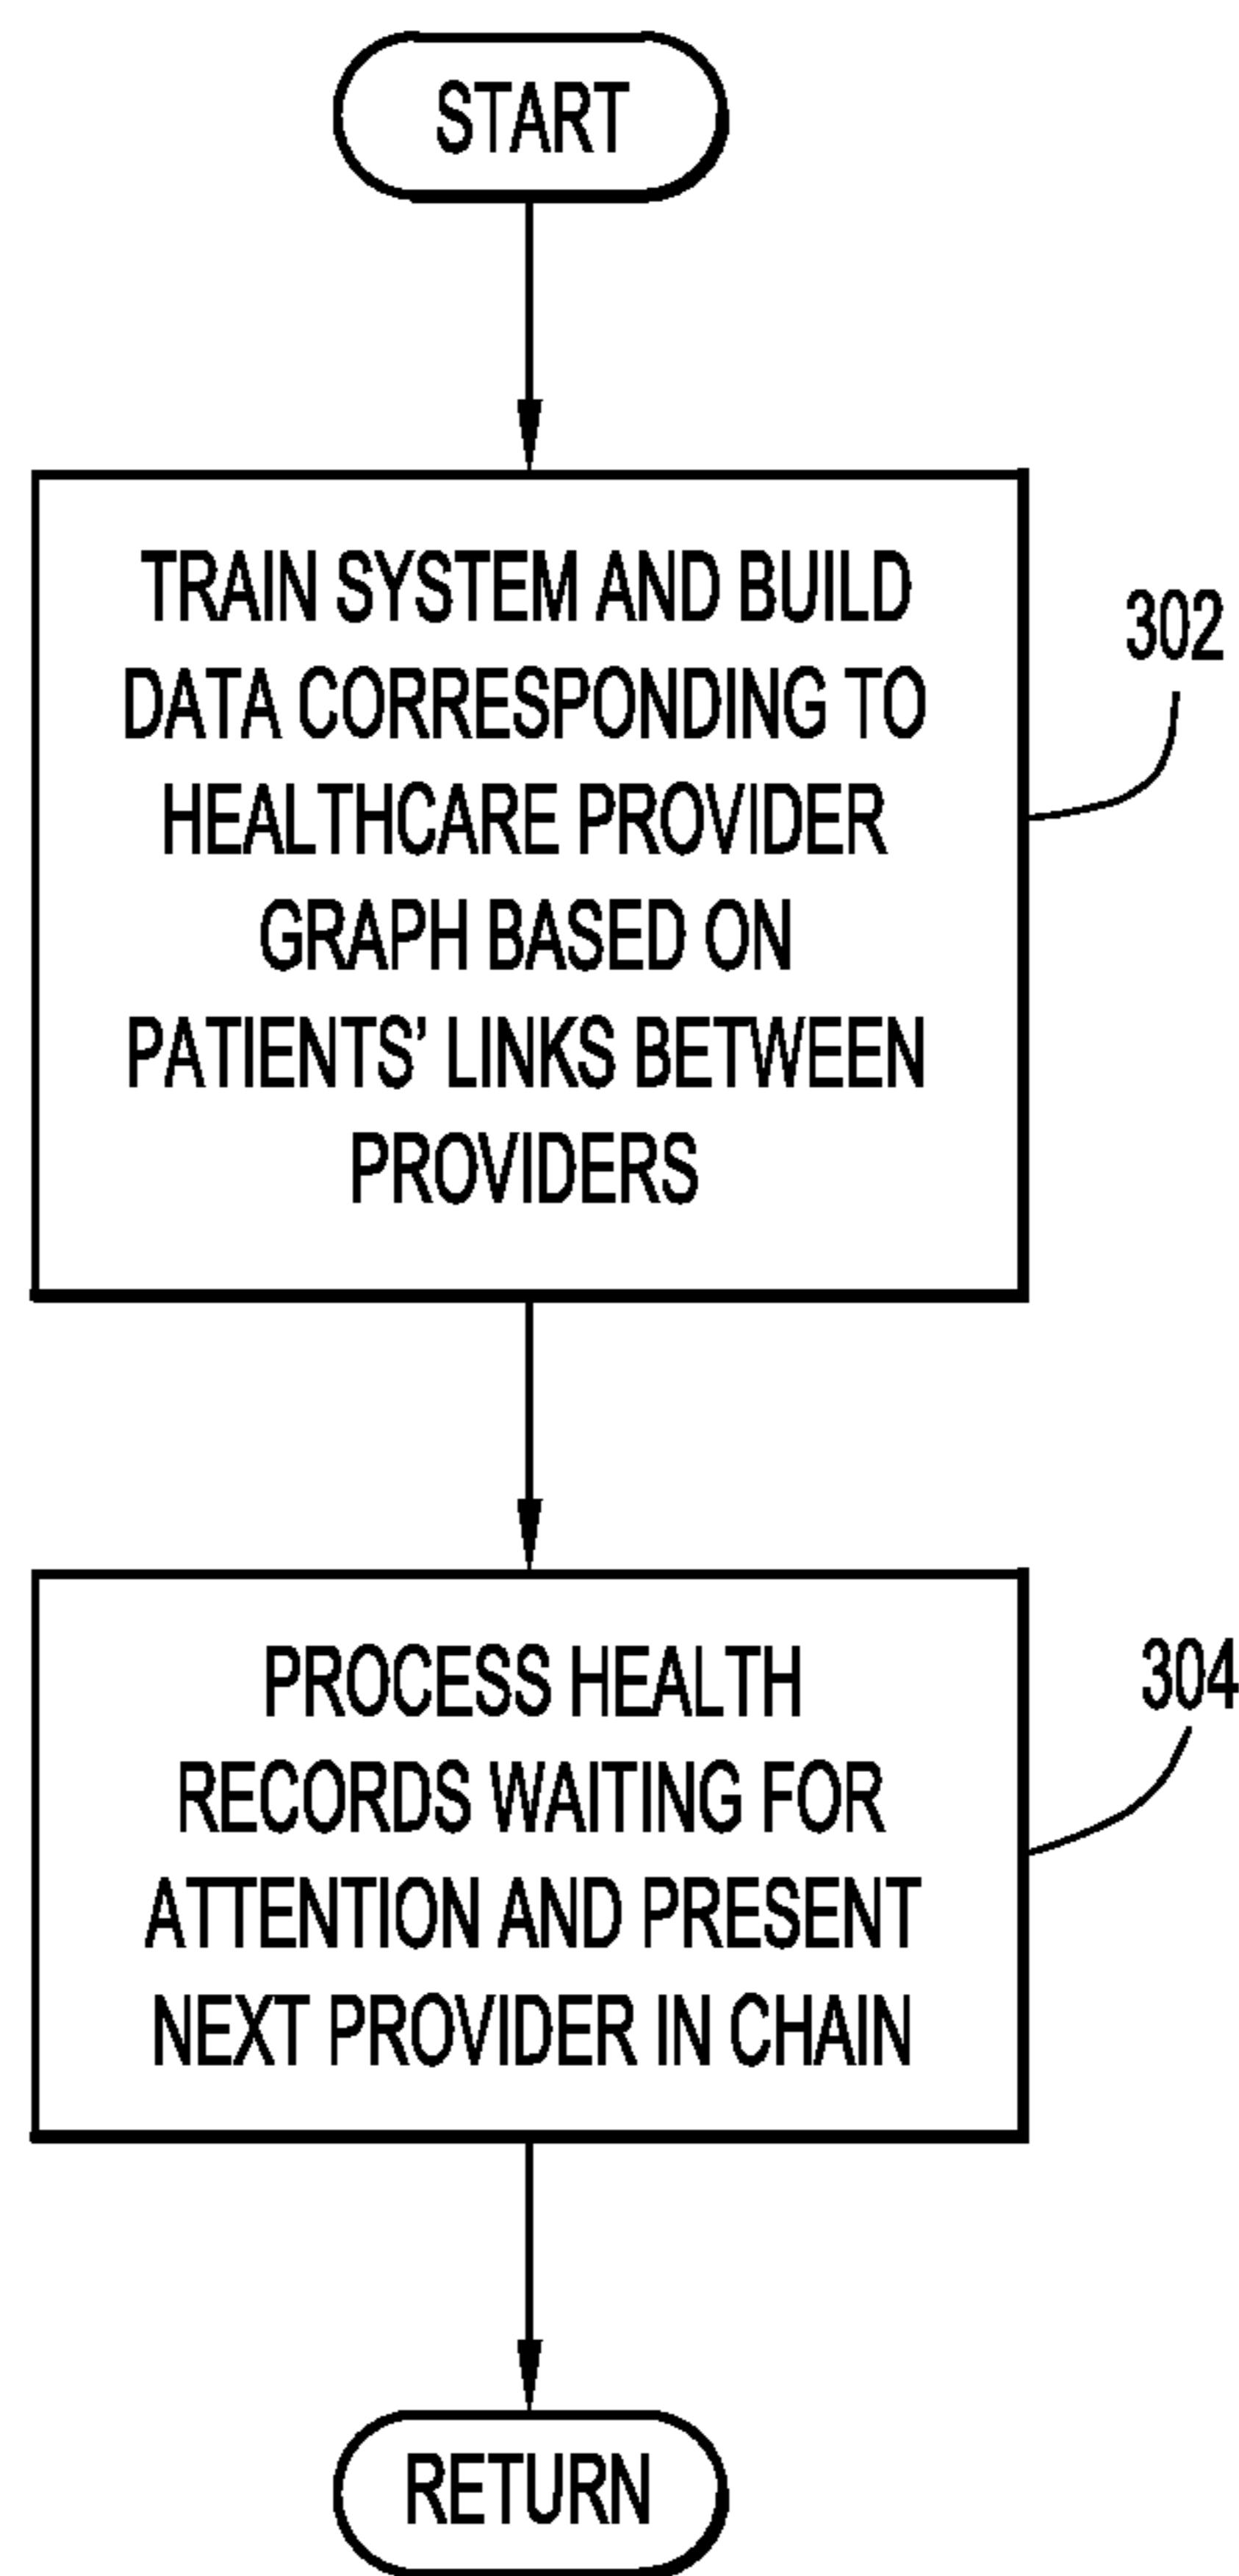 START
TRAIN SYSTEM AND BUILD
DATA CORRESPONDING TO
HEALTHCARE PROVIDER
GRAPH BASED ON
PATIENTS’ LINKS BETWEEN
PROVIDERS
302
PROCESS HEALTH
RECORDS WAITING FOR
ATTENTION AND PRESENT
NEXT PROVIDER IN CHAIN
304
RETURN